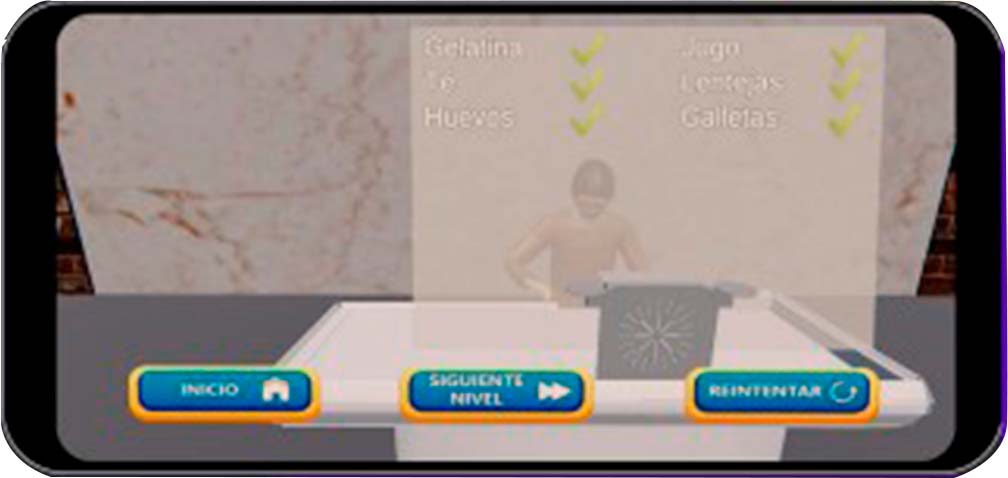 Gelatina
Té
Huevos
Jugo
Lentejas
Galletas
INICIO
SIGUIENTE
NIVEL
REINTENTAR